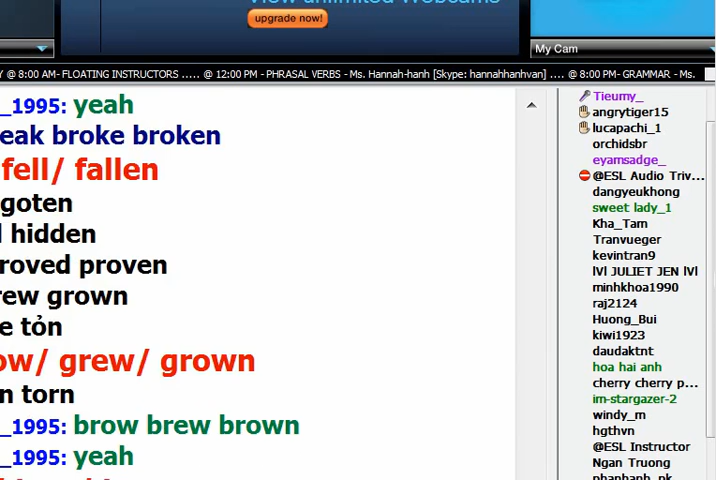 view unlimited webcams
upgrade now!
My Cam
Y @ 8:00 AM- FLOATING INSTRUCTORS ..... @ 12:00 PM - PHRASAL VERBS - Ms. Hannah-hanh [Skype: hannahhanhvan] .... @ 8:00 PM- GRAMMAR - Ms.
_1995: yeah
eak broke broken
fell/ fallen
goten
hidden
roved proven
rew grown
e tỏn
ow/ grew/ grown
n torn
_1995: brow brew brown
_1995: yeah
Tieumy_
angrytiger15
lucapachi_1
orchidsbr
eyamsadge_
@ESL Audio Triv...
dangyeukhong
sweet lady_1
Kha_Tam
Tranvueger
kevintran9
lVl JULIET JEN lVl
minhkhoa1990
raj2124
Huong_Bui
kiwi1923
daudaktnt
hoa hai anh
cherry cherry p...
im-stargazer-2
windy_m
hgthvn
@ESL Instructor
Ngan Truong
phanhanh_pk